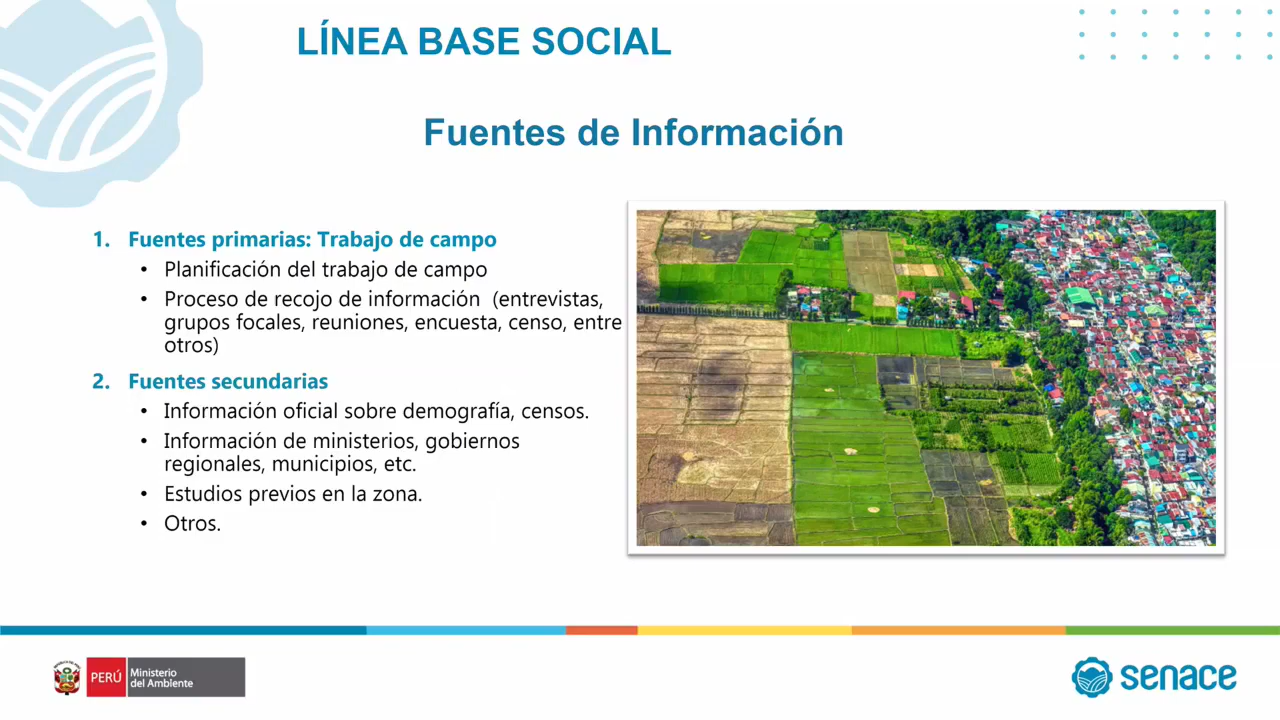 LÍNEA BASE SOCIAL
Fuentes de Información
1. Fuentes primarias: Trabajo de campo
• Planificación del trabajo de campo
• Proceso de recojo de información (entrevistas,
grupos focales, reuniones, encuesta, censo, entre
otros)
2. Fuentes secundarias
• Información oficial sobre demografía, censos.
• Información de ministerios, gobiernos
regionales, municipios, etc.
• Estudios previos en la zona.
• Otros.
PERÚ
Ministerio
del Ambiente
senace